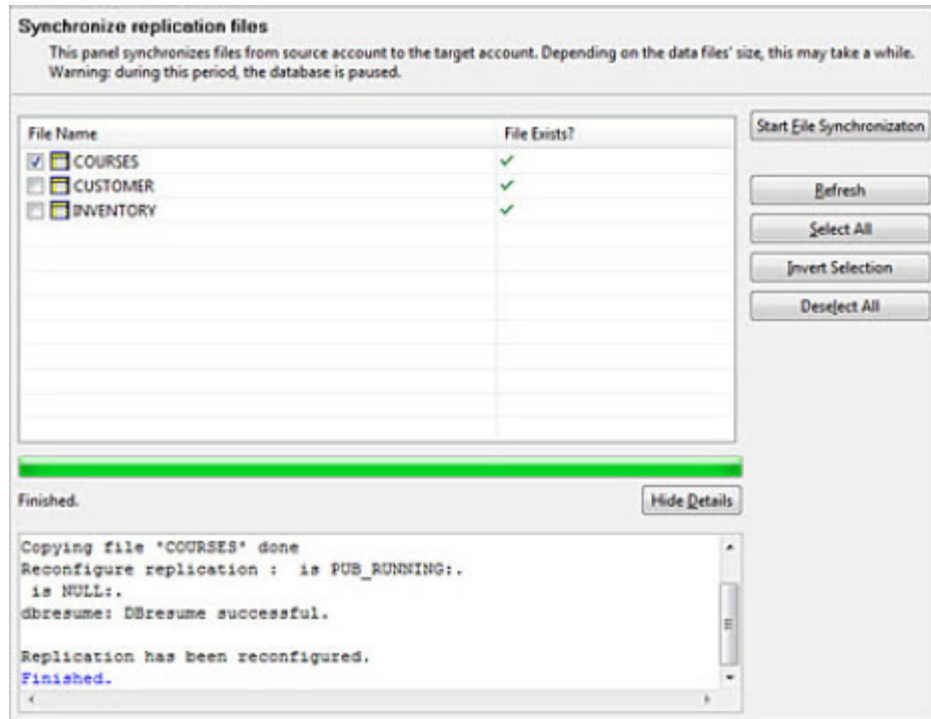 Synchronize replication files
This panel synchronizes files from source account to the target account. Depending on the data files' size, this may take a while.
Warning: during this period, the database is paused.
File Name File Exists?
Start File Synchronizaton
COURSES
CUSTOMER
INVENTORY
Refresh
Select All
Invert Selection
Deselect All
Finished.
Hide Details
Copying file "COURSES" done
Reconfigure replication :  is PUB_RUNNING:.
is NULL:.
dbresume: DBresume successful.
Replication has been reconfigured.
Finished.